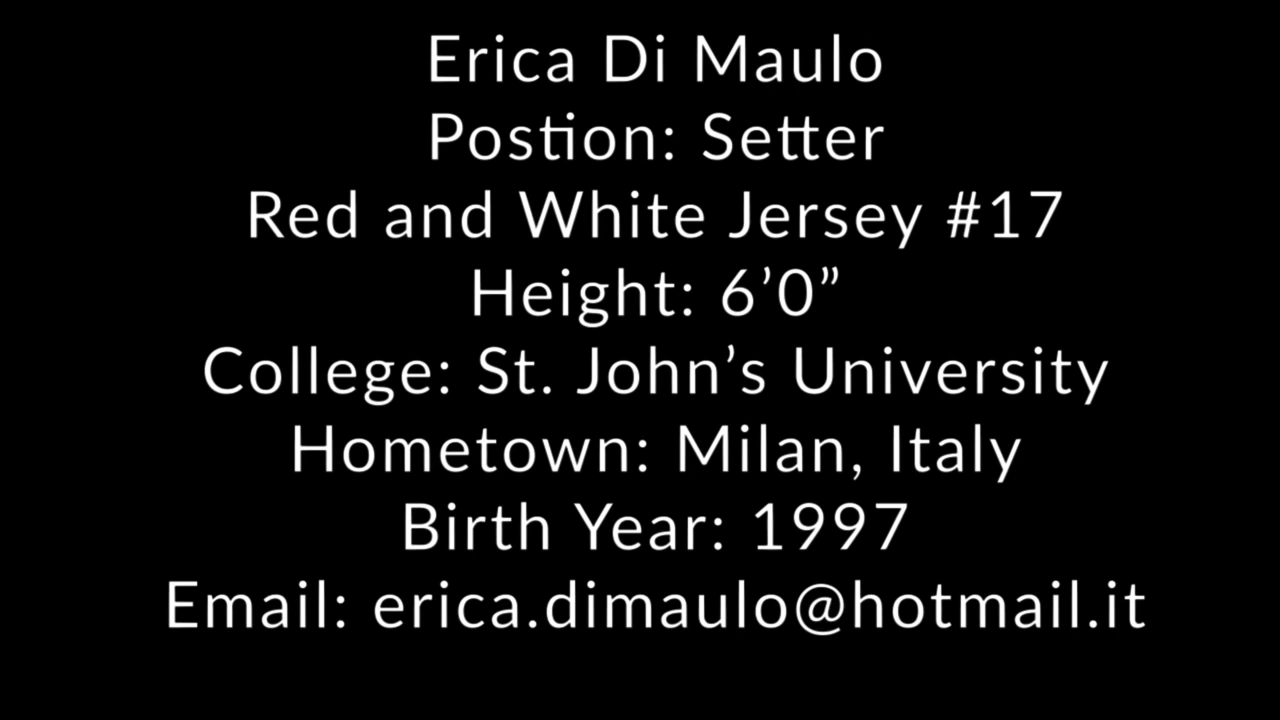 Erica Di Maulo
Postion: Setter
Red and White Jersey #17
Height: 6’0”
College: St. John’s University
Hometown: Milan, Italy
Birth Year: 1997
Email: erica.dimaulo@hotmail.it